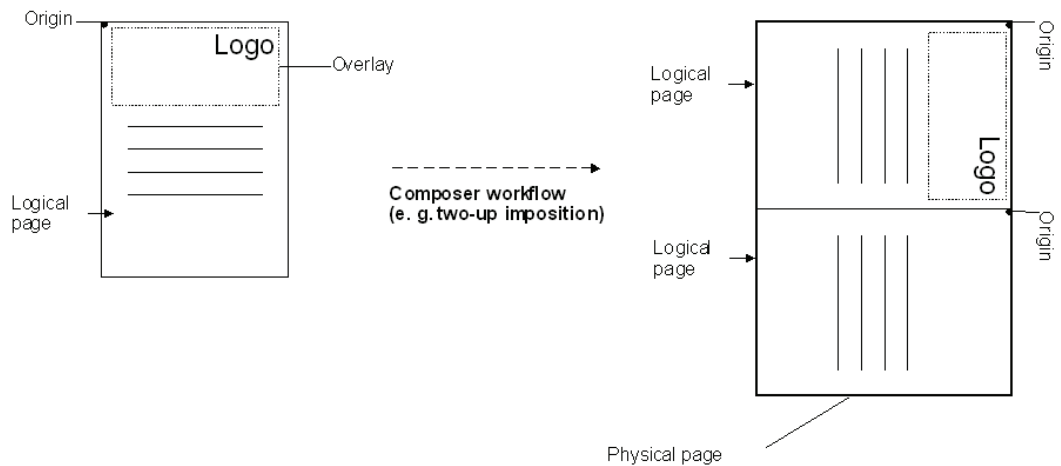 Origin
Logo
Overlay
Logical
page
Composer workflow
(e. g. two-up imposition)
Logical
page
Origin
Logo
Origin
Logical
page
Physical page